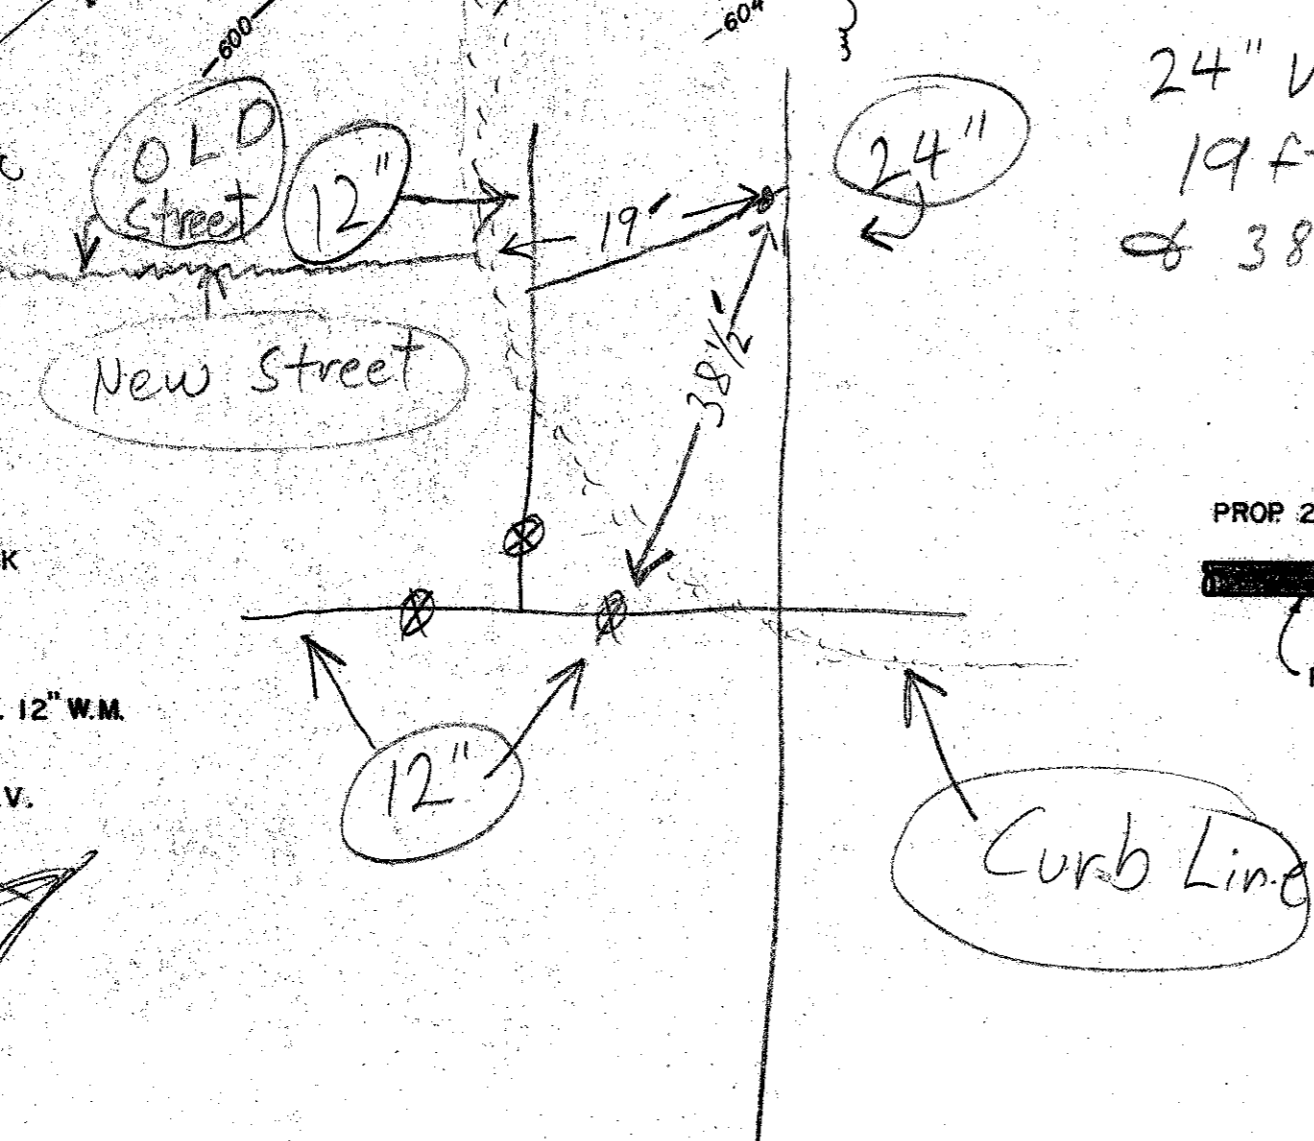 -600
-604
24"
19 ft
& 38
OLD
Street
12"
24"
19'
New Street
38½'
PROP. 2
K
. 12" W.M.
V.
12"
Curb Line